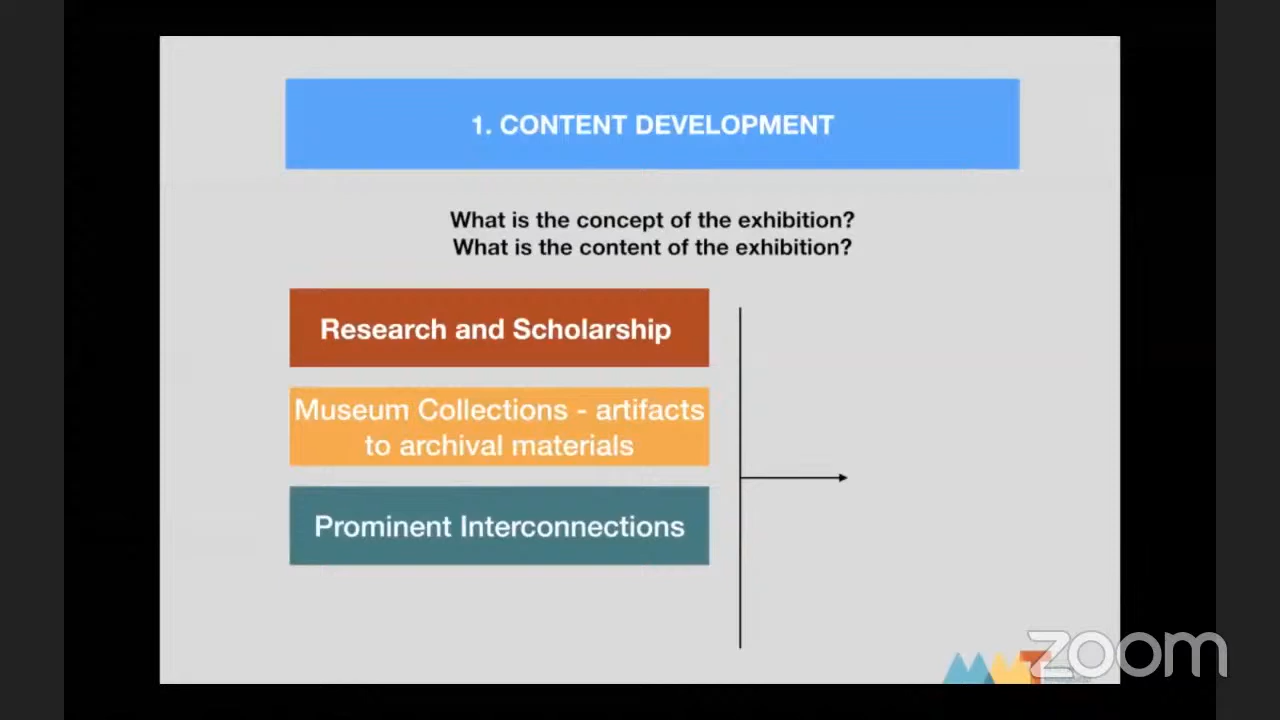 1. CONTENT DEVELOPMENT
What is the concept of the exhibition?
What is the content of the exhibition?
Research and Scholarship
Museum Collections - artifacts
to archival materials
Prominent Interconnections
zoom